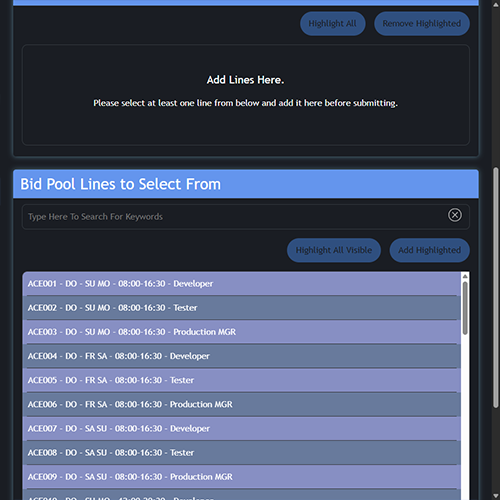 Highlight All
Remove Highlighted
Add Lines Here.
Please select at least one line from below and add it here before submitting.
Bid Pool Lines to Select From
Type Here To Search For Keywords
Highlight All Visible
Add Highlighted
ACE001 - DO - SU MO - 08:00-16:30 - Developer
ACE002 - DO - SU MO - 08:00-16:30 - Tester
ACE003 - DO - SU MO - 08:00-16:30 - Production MGR
ACE004 - DO - FR SA - 08:00-16:30 - Developer
ACE005 - DO - FR SA - 08:00-16:30 - Tester
ACE006 - DO - FR SA - 08:00-16:30 - Production MGR
ACE007 - DO - SA SU - 08:00-16:30 - Developer
ACE008 - DO - SA SU - 08:00-16:30 - Tester
ACE009 - DO - SA SU - 08:00-16:30 - Production MGR